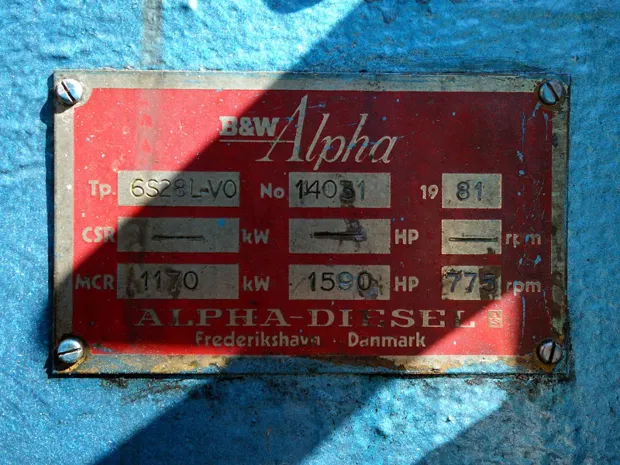 B&W Alpha
Tp. 6S28L-VO No 14031 19 81
CSR — kW — HP — rpm
MCR 1170 kW 1590 HP 775 rpm
ALPHA-DIESEL AS
Frederikshavn Danmark